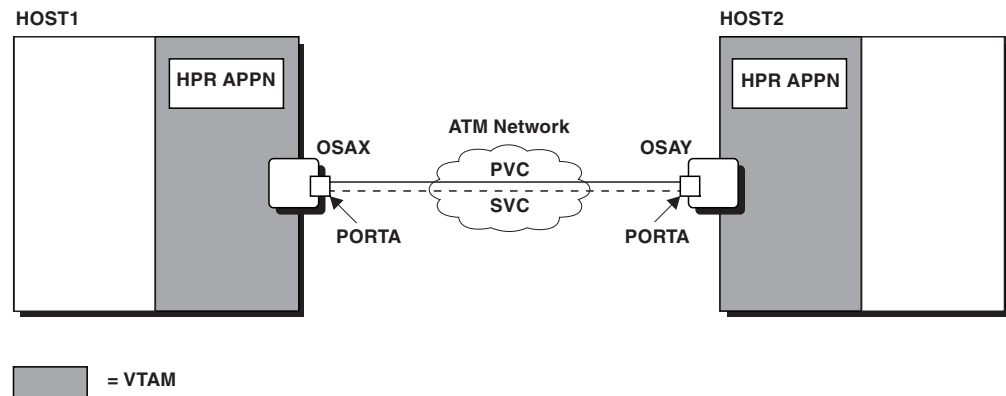 HOST1
HOST2
HPR APPN
HPR APPN
ATM Network
OSAX
OSAY
PVC
SVC
PORTA
PORTA
= VTAM